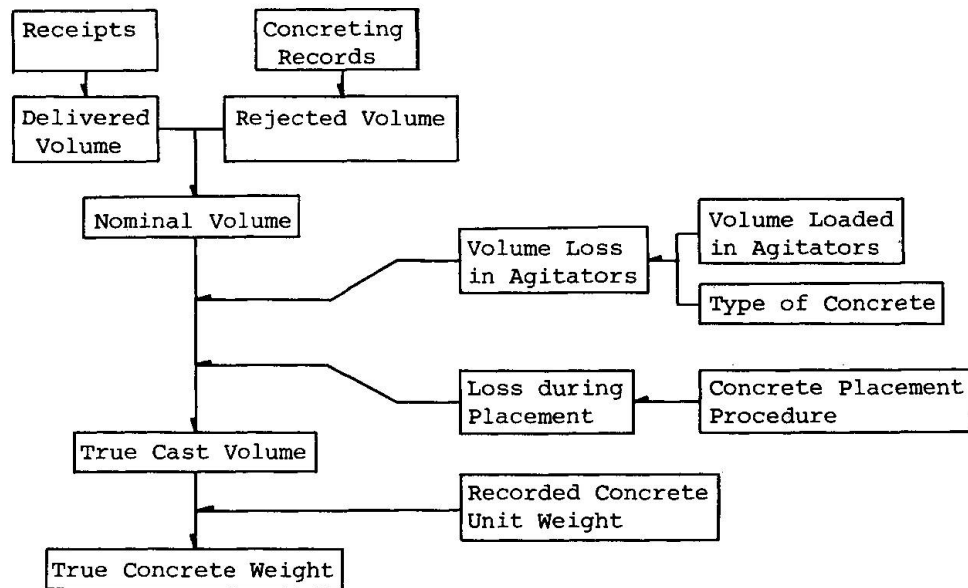 Receipts
Concreting
Records
Delivered
Volume
Rejected Volume
Nominal Volume
Volume Loss
in Agitators
Volume Loaded
in Agitators
Type of Concrete
Loss during
Placement
Concrete Placement
Procedure
True Cast Volume
Recorded Concrete
Unit Weight
True Concrete Weight